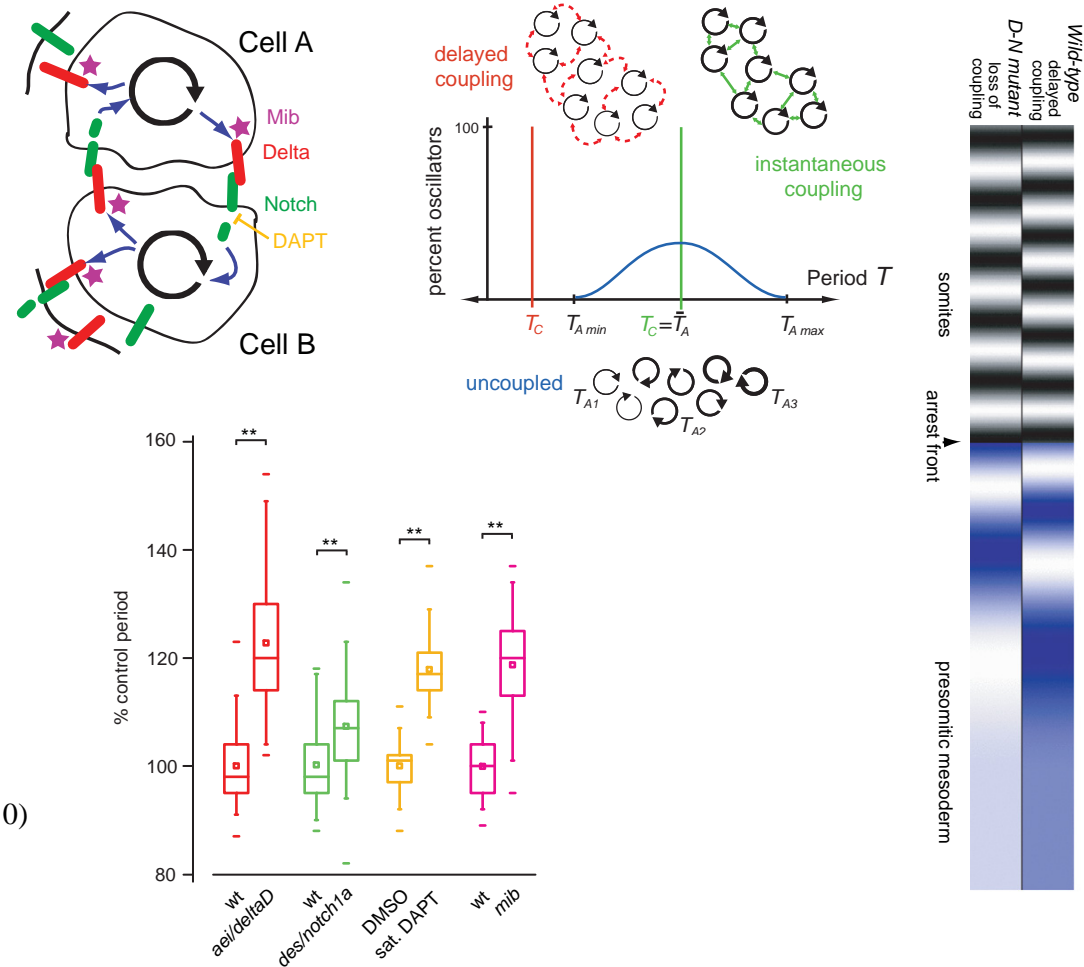 Cell A
Mib
Delta
Notch
DAPT
Cell B
delayed
coupling
instantaneous
coupling
100
percent oscillators
Period T
T_C
T_A min
T_C=T̄_A
T_A max
uncoupled
T_A1
T_A2
T_A3
Wild-type
delayed
coupling
D-N mutant
loss of
coupling
somites
arrest front
presomitic mesoderm
160
140
120
100
80
% control period
**
**
**
**
wt
aei/deltaD
wt
des/notch1a
DMSO
sat. DAPT
wt
mib
0)